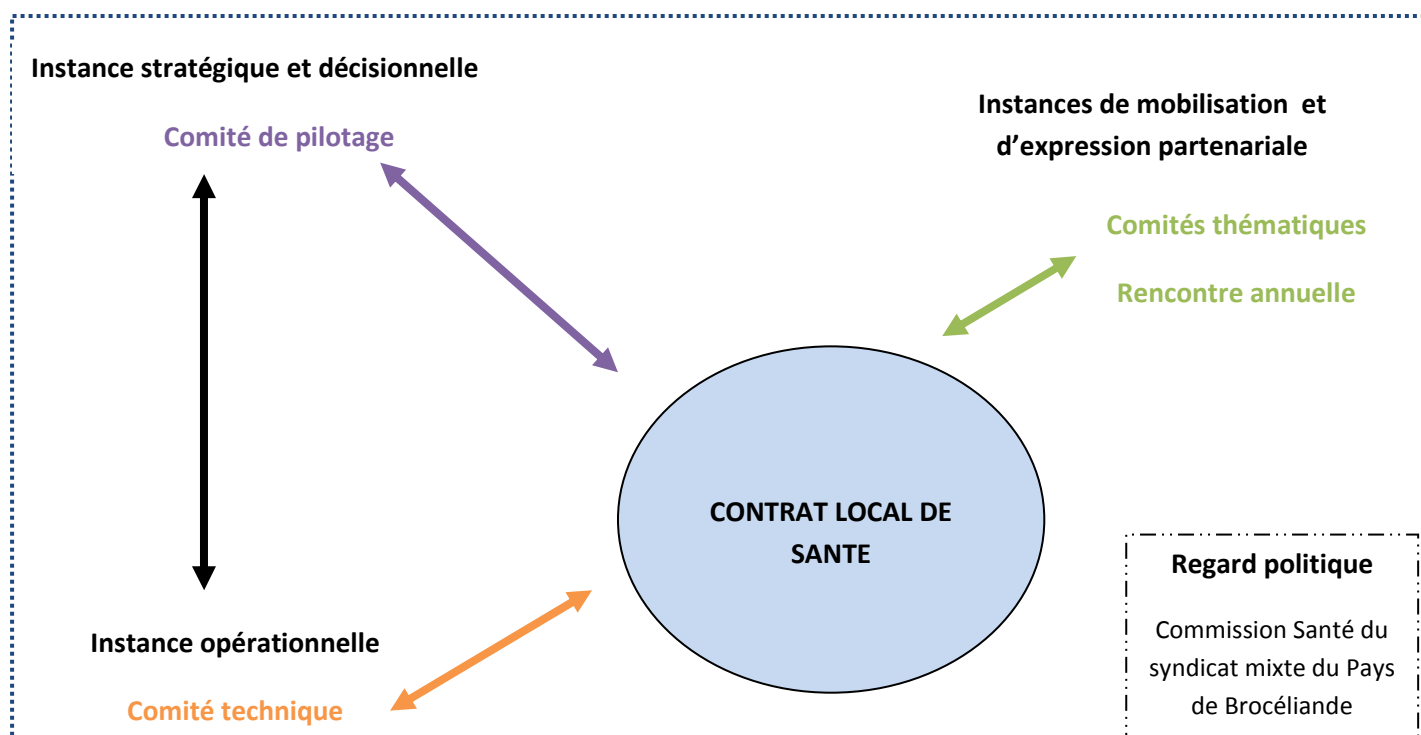 Instance stratégique et décisionnelle
Comité de pilotage
Instances de mobilisation et
d’expression partenariale
Comités thématiques
Rencontre annuelle
CONTRAT LOCAL DE
SANTE
Instance opérationnelle
Comité technique
Regard politique
Commission Santé du
syndicat mixte du Pays
de Brocéliande